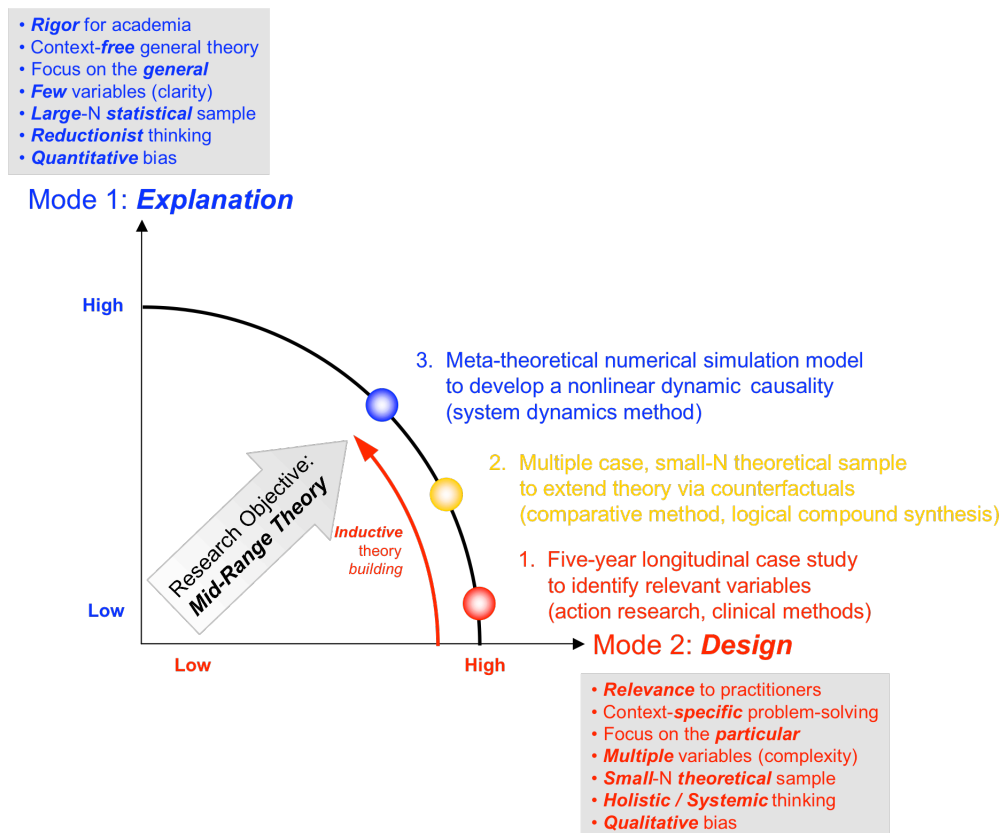 • Rigor for academia
• Context-free general theory
• Focus on the general
• Few variables (clarity)
• Large-N statistical sample
• Reductionist thinking
• Quantitative bias
Mode 1: Explanation
High
3. Meta-theoretical numerical simulation model
to develop a nonlinear dynamic causality
(system dynamics method)
2. Multiple case, small-N theoretical sample
to extend theory via counterfactuals
(comparative method, logical compound synthesis)
Research Objective:
Mid-Range Theory
Inductive
theory
building
1. Five-year longitudinal case study
to identify relevant variables
(action research, clinical methods)
Low
Low
High
Mode 2: Design
• Relevance to practitioners
• Context-specific problem-solving
• Focus on the particular
• Multiple variables (complexity)
• Small-N theoretical sample
• Holistic / Systemic thinking
• Qualitative bias